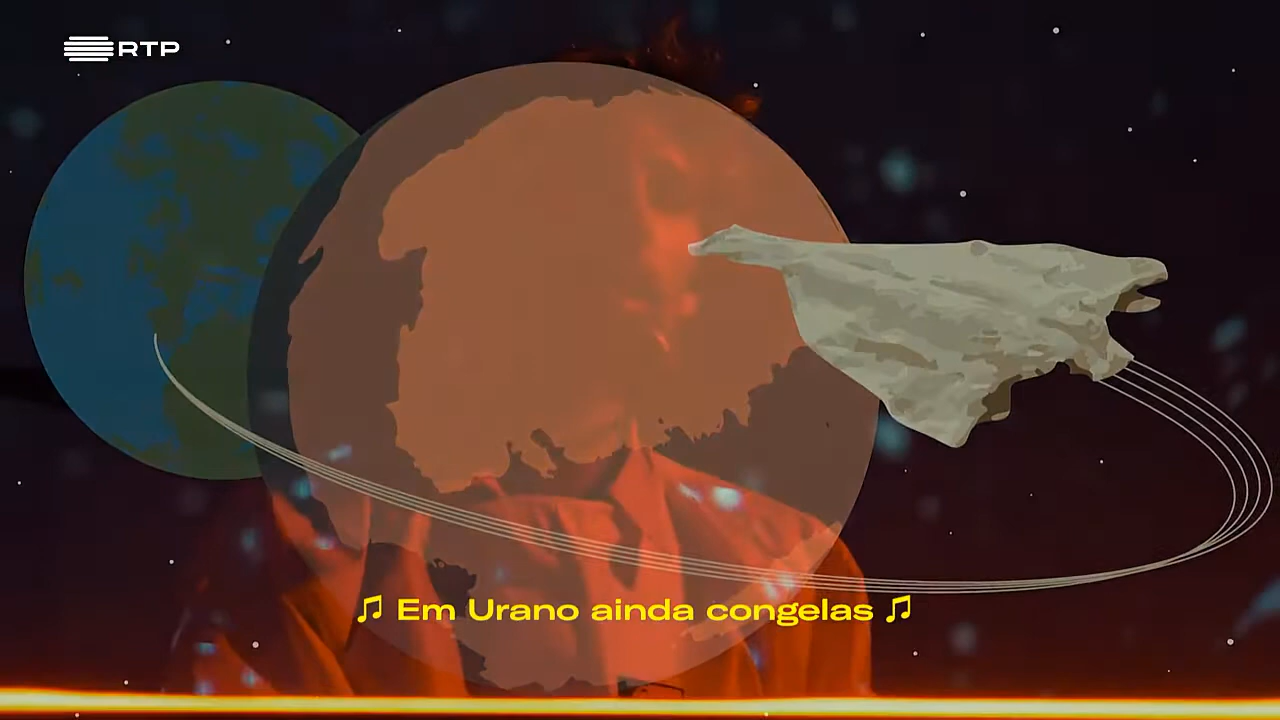 RTP
♫ Em Urano ainda congelas ♫